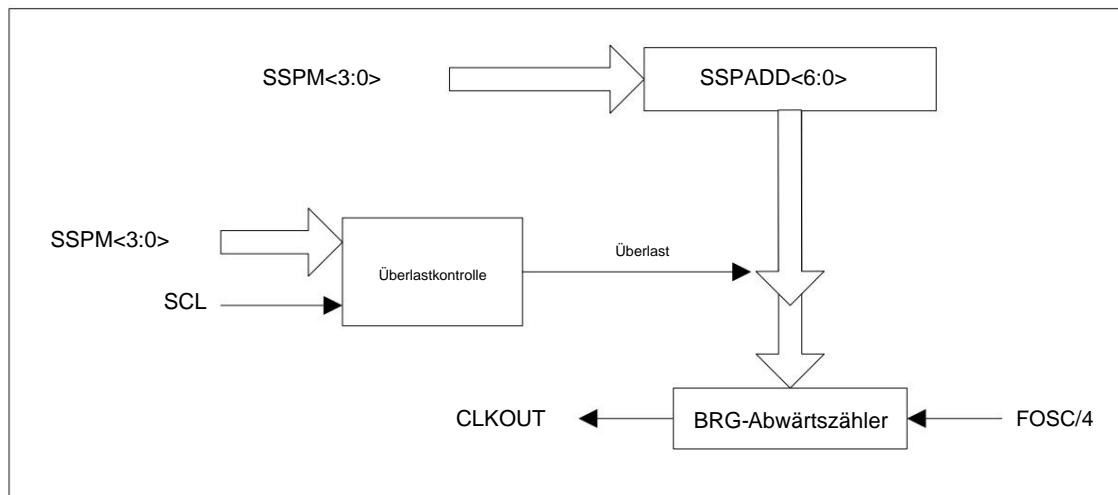 SSPM<3:0>
SSPADD<6:0>
SSPM<3:0>
Überlastkontrolle
Überlast
SCL
CLKOUT
BRG-Abwärtszähler
FOSC/4